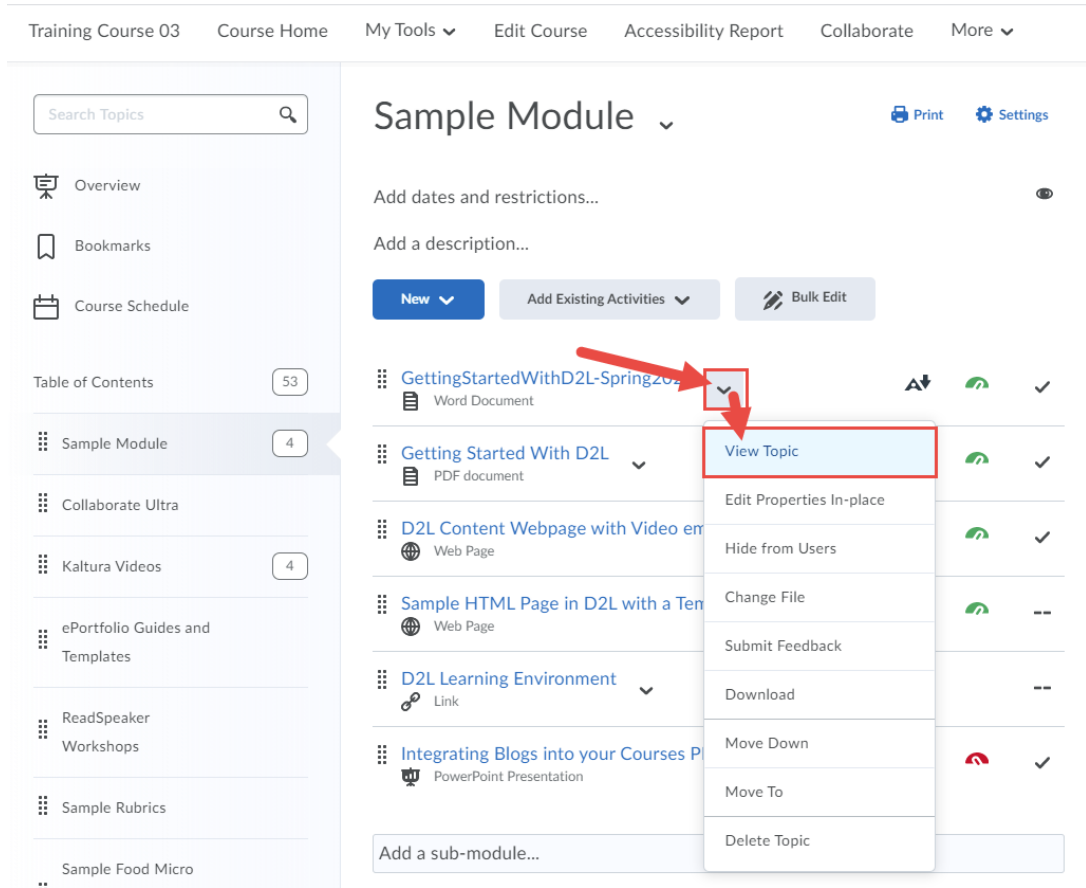 Training Course 03 Course Home My Tools Edit Course Accessibility Report Collaborate More
Search Topics
Overview
Bookmarks
Course Schedule
Table of Contents 53
Sample Module 4
Collaborate Ultra
Kaltura Videos 4
ePortfolio Guides and
Templates
ReadSpeaker
Workshops
Sample Rubrics
Sample Food Micro
Sample Module
Print Settings
Add dates and restrictions...
Add a description...
New Add Existing Activities Bulk Edit
GettingStartedWithD2L-Spring202
Word Document
Getting Started With D2L
PDF document
D2L Content Webpage with Video em
Web Page
Sample HTML Page in D2L with a Tem
Web Page
D2L Learning Environment
Link
Integrating Blogs into your Courses
PowerPoint Presentation
Add a sub-module...
View Topic
Edit Properties In-place
Hide from Users
Change File
Submit Feedback
Download
Move Down
Move To
Delete Topic